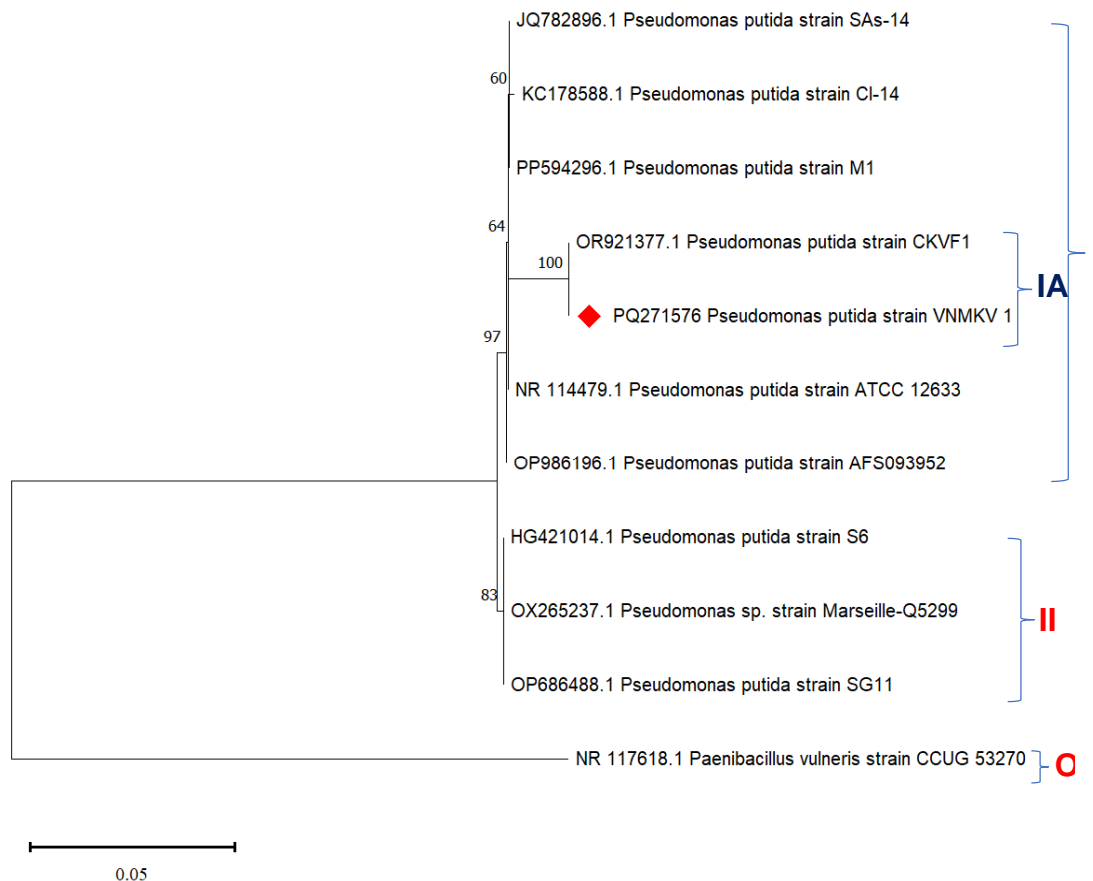 JQ782896.1 Pseudomonas putida strain SAs-14
60
KC178588.1 Pseudomonas putida strain CI-14
PP594296.1 Pseudomonas putida strain M1
64
OR921377.1 Pseudomonas putida strain CKVF1
100
IA
PQ271576 Pseudomonas putida strain VNMKV 1
97
NR 114479.1 Pseudomonas putida strain ATCC 12633
OP986196.1 Pseudomonas putida strain AFS093952
HG421014.1 Pseudomonas putida strain S6
83
OX265237.1 Pseudomonas sp. strain Marseille-Q5299
II
OP686488.1 Pseudomonas putida strain SG11
NR 117618.1 Paenibacillus vulneris strain CCUG 53270
O
0.05